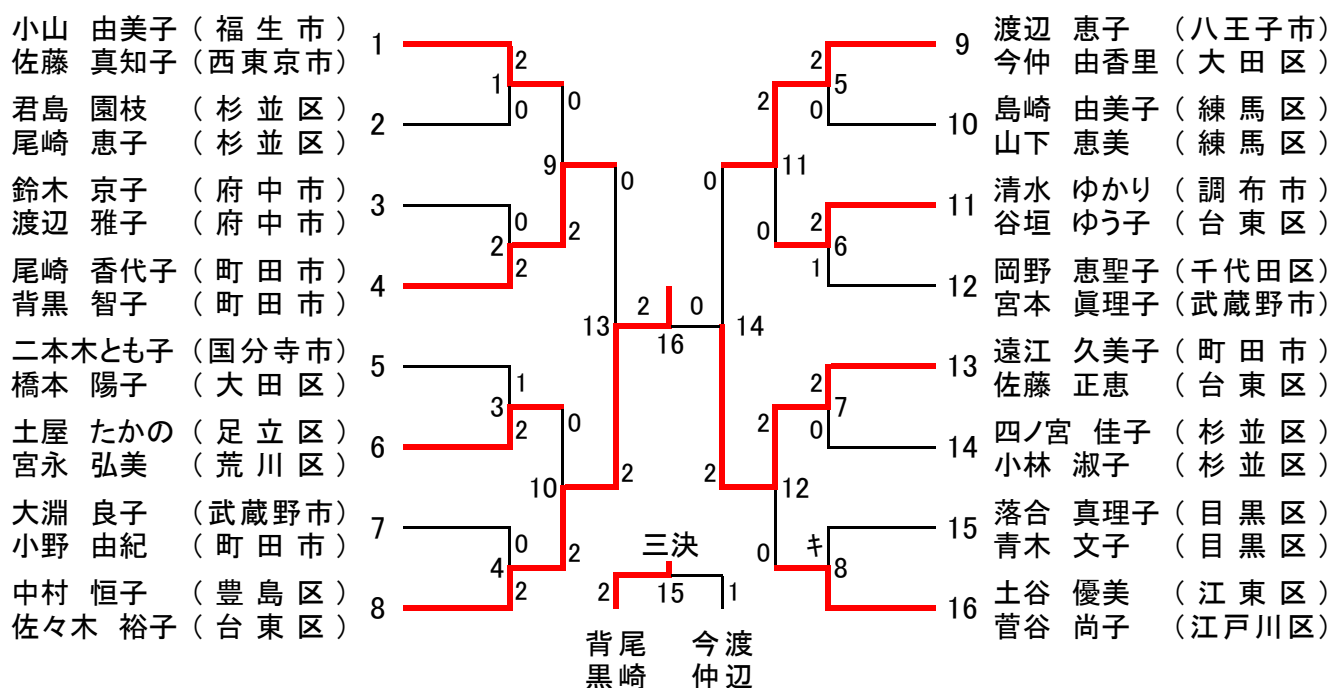 小山 由美子 ( 福 生 市 ) 1
佐藤 真知子 (西東京市)
2
1
0
0
君島 園枝 ( 杉 並 区 ) 2
尾崎 恵子 ( 杉 並 区 )
9
0
鈴木 京子 ( 府 中 市 ) 3
渡辺 雅子 ( 府 中 市 )
0
2
2
2
尾崎 香代子 ( 町 田 市 ) 4
背黒 智子 ( 町 田 市 )
13
二本木とも子 (国分寺市) 5
橋本 陽子 ( 大 田 区 )
1
3
2
0
土屋 たかの ( 足 立 区 ) 6
宮永 弘美 ( 荒 川 区 )
10
2
大淵 良子 (武蔵野市) 7
小野 由紀 ( 町 田 市 )
0
4
2
2
中村 恒子 ( 豊 島 区 ) 8
佐々木 裕子 ( 台 東 区 )
2 0
16
三決
2 15 1
背尾 今渡
黒崎 仲辺
9 渡辺 恵子 (八王子市)
今仲 由香里 ( 大 田 区 )
2
5
0
2
10 島崎 由美子 ( 練 馬 区 )
山下 恵美 ( 練 馬 区 )
0
11
11 清水 ゆかり ( 調 布 市 )
谷垣 ゆう子 ( 台 東 区 )
2
0
6
1
12 岡野 恵聖子 (千代田区)
宮本 眞理子 (武蔵野市)
14
13 遠江 久美子 ( 町 田 市 )
佐藤 正恵 ( 台 東 区 )
2
7
2
0
14 四ノ宮 佳子 ( 杉 並 区 )
小林 淑子 ( 杉 並 区 )
2
12
15 落合 真理子 ( 目 黒 区 )
青木 文子 ( 目 黒 区 )
0
キ
8
16 土谷 優美 ( 江 東 区 )
菅谷 尚子 (江戸川区)